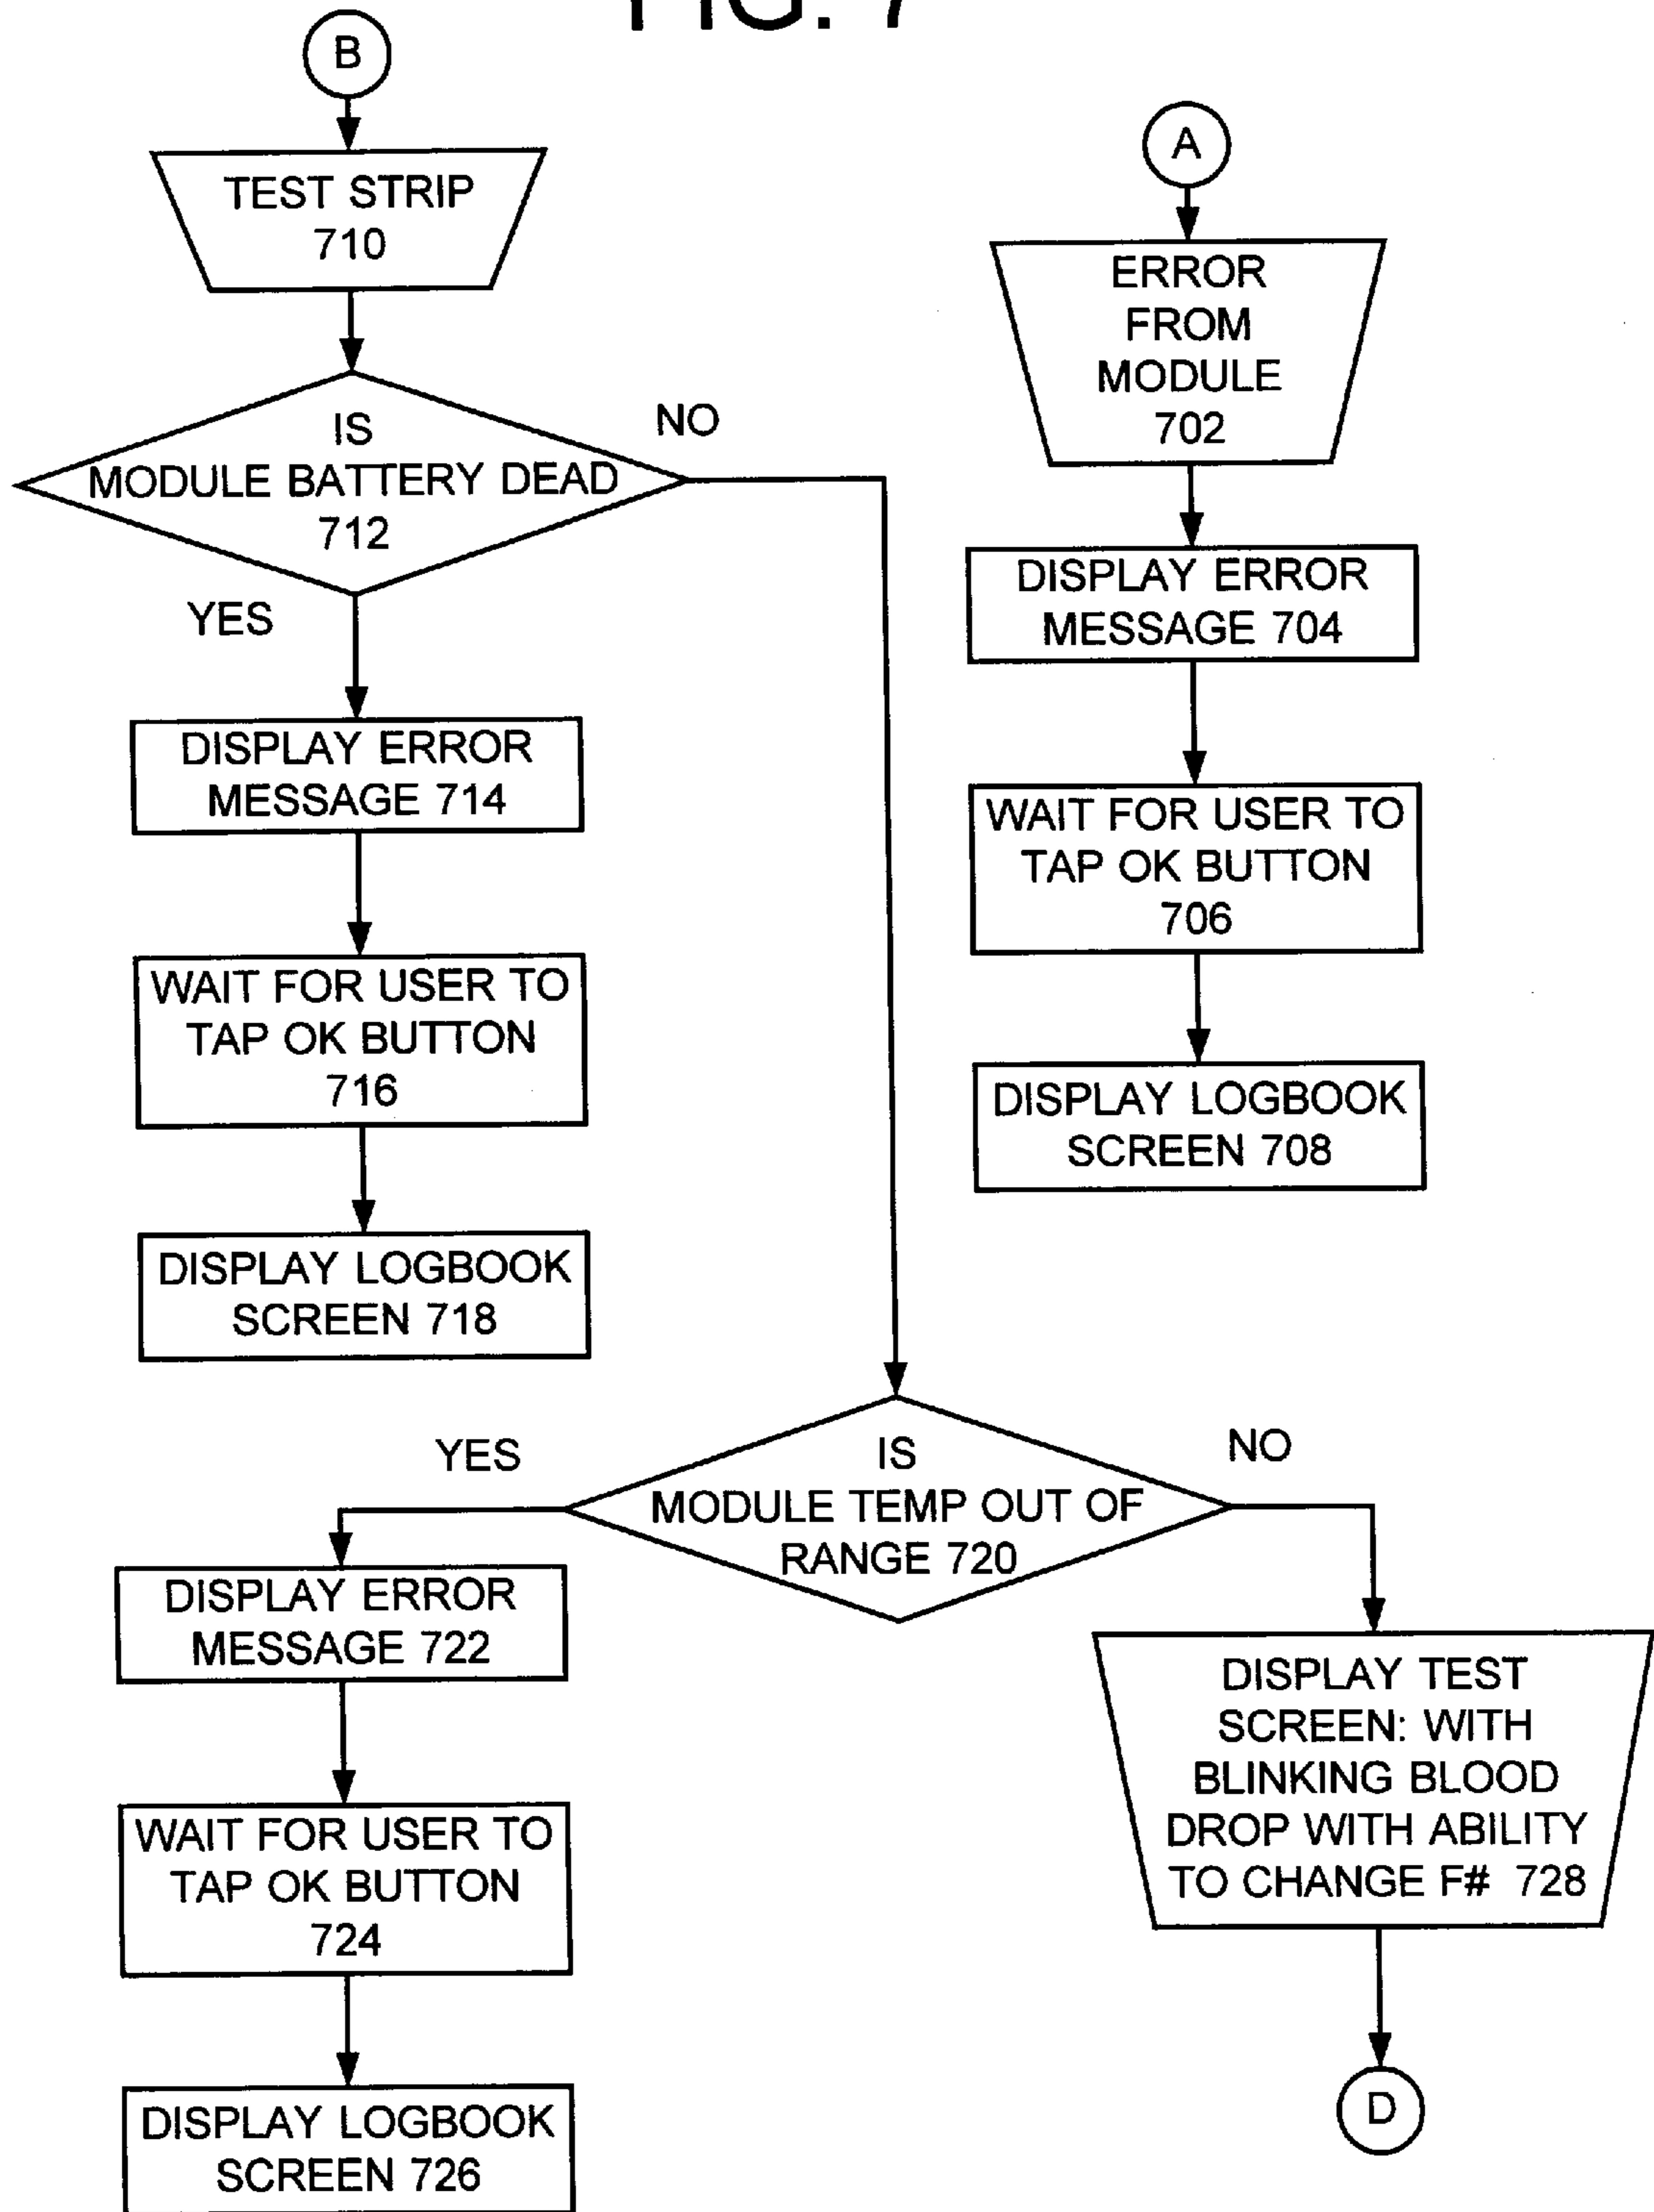 FIG. 7
B
TEST STRIP
710
IS
MODULE BATTERY DEAD
712
NO
YES
DISPLAY ERROR
MESSAGE 714
WAIT FOR USER TO
TAP OK BUTTON
716
DISPLAY LOGBOOK
SCREEN 718
A
ERROR
FROM
MODULE
702
DISPLAY ERROR
MESSAGE 704
WAIT FOR USER TO
TAP OK BUTTON
706
DISPLAY LOGBOOK
SCREEN 708
IS
MODULE TEMP OUT OF
RANGE 720
YES
NO
DISPLAY ERROR
MESSAGE 722
WAIT FOR USER TO
TAP OK BUTTON
724
DISPLAY LOGBOOK
SCREEN 726
DISPLAY TEST
SCREEN: WITH
BLINKING BLOOD
DROP WITH ABILITY
TO CHANGE F# 728
D